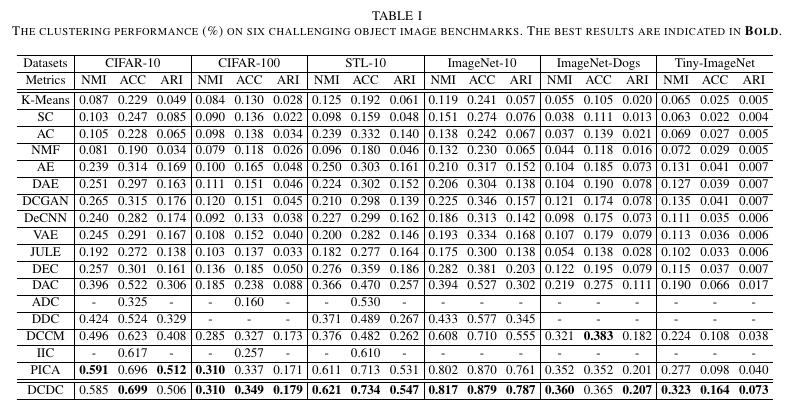 TABLE I
THE CLUSTERING PERFORMANCE (%) ON SIX CHALLENGING OBJECT IMAGE BENCHMARKS. THE BEST RESULTS ARE INDICATED IN BOLD.
Datasets CIFAR-10 CIFAR-100 STL-10 ImageNet-10 ImageNet-Dogs Tiny-ImageNet
Metrics NMI ACC ARI NMI ACC ARI NMI ACC ARI NMI ACC ARI NMI ACC ARI NMI ACC ARI
K-Means 0.087 0.229 0.049 0.084 0.130 0.028 0.125 0.192 0.061 0.119 0.241 0.057 0.055 0.105 0.020 0.065 0.025 0.005
SC 0.103 0.247 0.085 0.090 0.136 0.022 0.098 0.159 0.048 0.151 0.274 0.076 0.038 0.111 0.013 0.063 0.022 0.004
AC 0.105 0.228 0.065 0.098 0.138 0.034 0.239 0.332 0.140 0.138 0.242 0.067 0.037 0.139 0.021 0.069 0.027 0.005
NMF 0.081 0.190 0.034 0.079 0.118 0.026 0.096 0.180 0.046 0.132 0.230 0.065 0.044 0.118 0.016 0.072 0.029 0.005
AE 0.239 0.314 0.169 0.100 0.165 0.048 0.250 0.303 0.161 0.210 0.317 0.152 0.104 0.185 0.073 0.131 0.041 0.007
DAE 0.251 0.297 0.163 0.111 0.151 0.046 0.224 0.302 0.152 0.206 0.304 0.138 0.104 0.190 0.078 0.127 0.039 0.007
DCGAN 0.265 0.315 0.176 0.120 0.151 0.045 0.210 0.298 0.139 0.225 0.346 0.157 0.121 0.174 0.078 0.135 0.041 0.007
DeCNN 0.240 0.282 0.174 0.092 0.133 0.038 0.227 0.299 0.162 0.186 0.313 0.142 0.098 0.175 0.073 0.111 0.035 0.006
VAE 0.245 0.291 0.167 0.108 0.152 0.040 0.200 0.282 0.146 0.193 0.334 0.168 0.107 0.179 0.079 0.113 0.036 0.006
JULE 0.192 0.272 0.138 0.103 0.137 0.033 0.182 0.277 0.164 0.175 0.300 0.138 0.054 0.138 0.028 0.102 0.033 0.006
DEC 0.257 0.301 0.161 0.136 0.185 0.050 0.276 0.359 0.186 0.282 0.381 0.203 0.122 0.195 0.079 0.115 0.037 0.007
DAC 0.396 0.522 0.306 0.185 0.238 0.088 0.366 0.470 0.257 0.394 0.527 0.302 0.219 0.275 0.111 0.190 0.066 0.017
ADC - 0.325 - - 0.160 - - 0.530 - - - - - - - - - -
DDC 0.424 0.524 0.329 - - - 0.371 0.489 0.267 0.433 0.577 0.345 - - - - - -
DCCM 0.496 0.623 0.408 0.285 0.327 0.173 0.376 0.482 0.262 0.608 0.710 0.555 0.321 0.383 0.182 0.224 0.108 0.038
IIC - 0.617 - - 0.257 - - 0.610 - - - - - - - - - -
PICA 0.591 0.696 0.512 0.310 0.337 0.171 0.611 0.713 0.531 0.802 0.870 0.761 0.352 0.352 0.201 0.277 0.098 0.040
DCDC 0.585 0.699 0.506 0.310 0.349 0.179 0.621 0.734 0.547 0.817 0.879 0.787 0.360 0.365 0.207 0.323 0.164 0.073